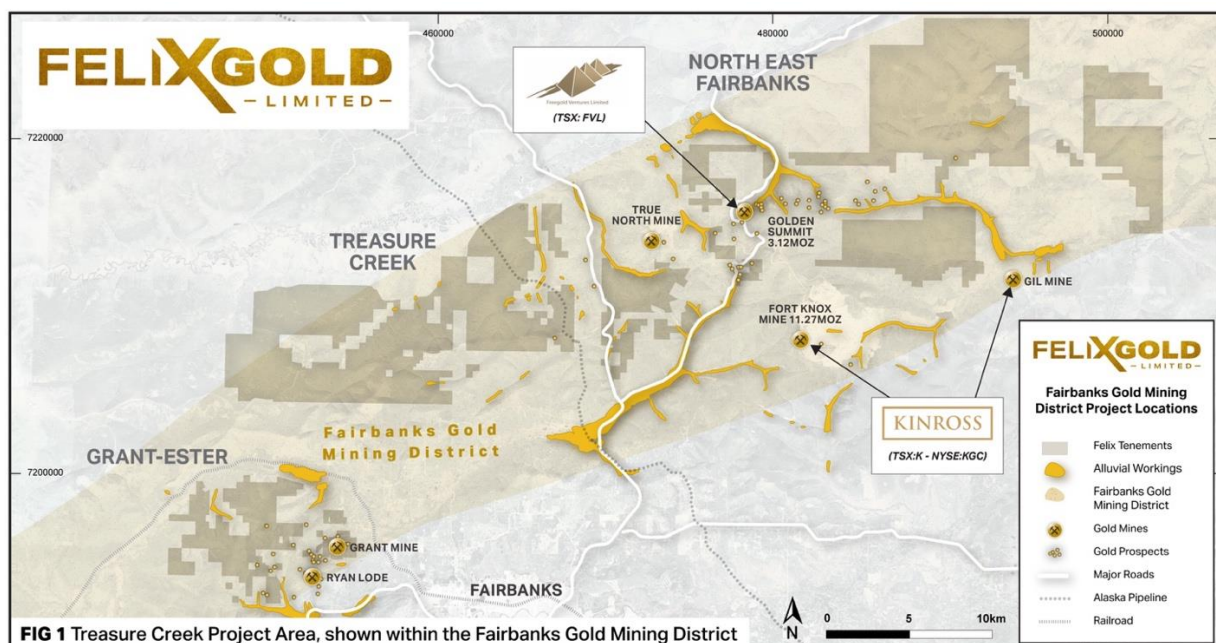 FELIXGOLD
LIMITED
460000
480000
500000
7220000
7200000
NORTH EAST
FAIRBANKS
Freegold Ventures Limited
(TSX: FVL)
TREASURE
CREEK
TRUE
NORTH MINE
GOLDEN
SUMMIT
3.12MOZ
GIL MINE
FORT KNOX
MINE 11.27MOZ
KINROSS
(TSX:K - NYSE:KGC)
Fairbanks Gold
Mining District
GRANT-ESTER
GRANT MINE
RYAN LODE
FAIRBANKS
FELIXGOLD
LIMITED
Fairbanks Gold Mining
District Project Locations
Felix Tenements
Alluvial Workings
Fairbanks Gold
Mining District
Gold Mines
Gold Prospects
Major Roads
Alaska Pipeline
Railroad
N
0 5 10km
FIG 1 Treasure Creek Project Area, shown within the Fairbanks Gold Mining District